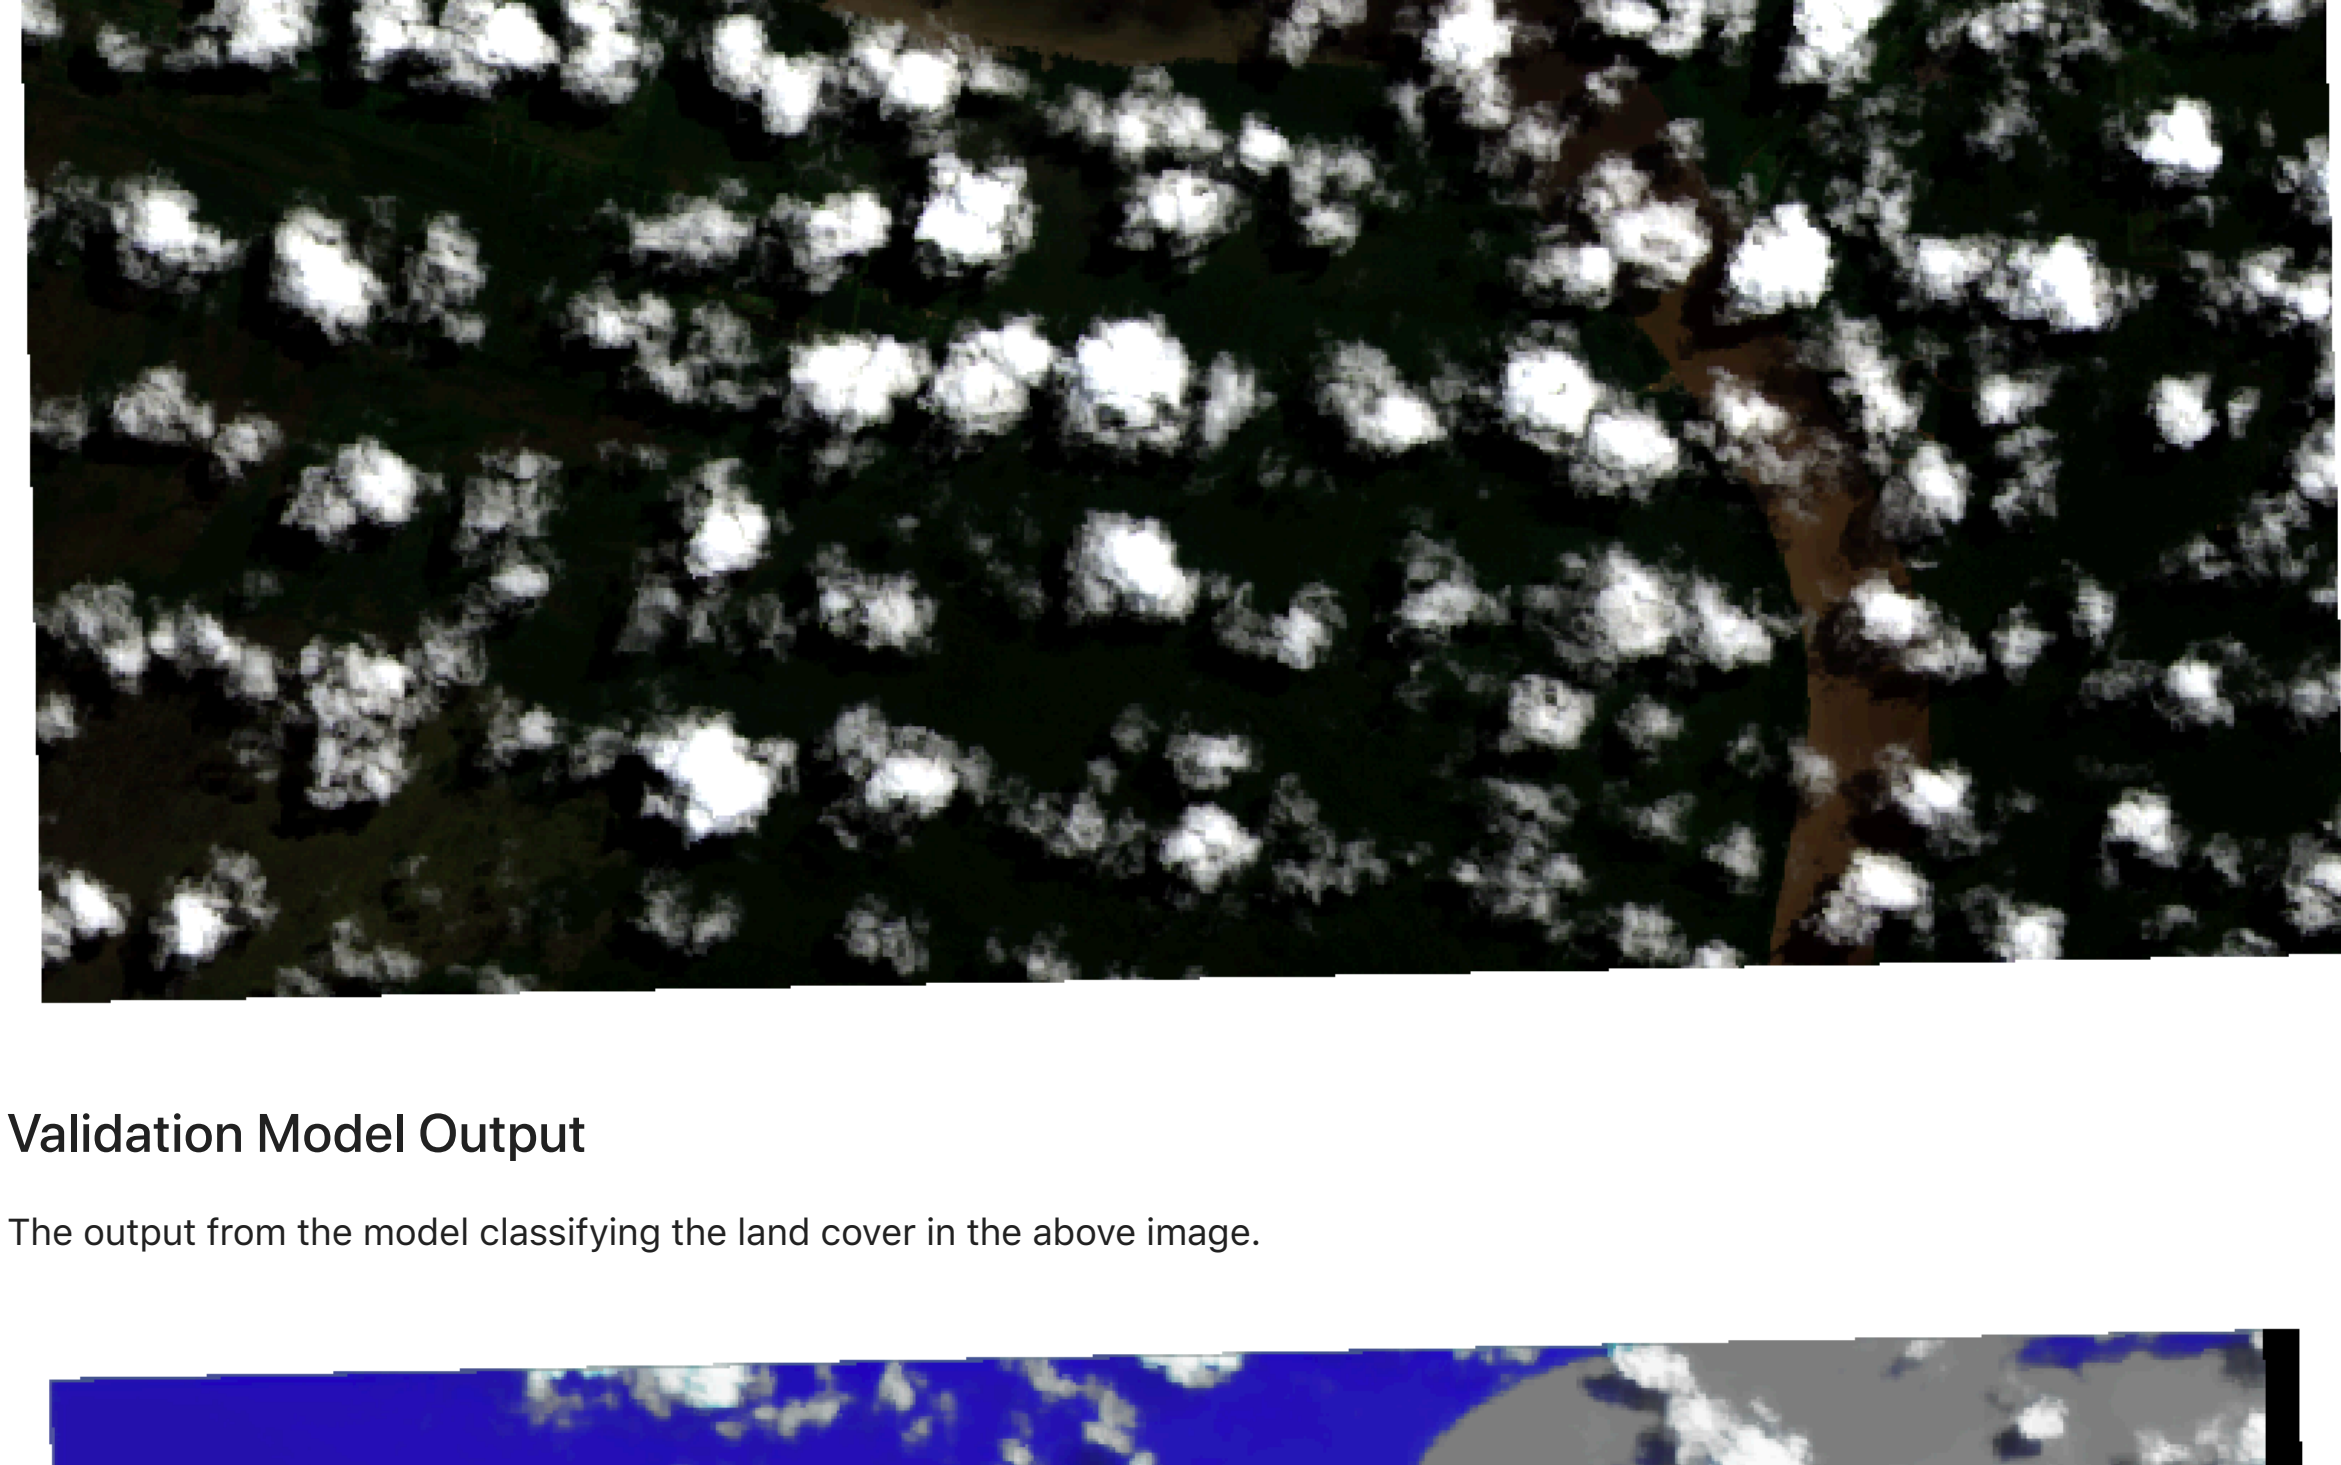 Validation Model Output
The output from the model classifying the land cover in the above image.